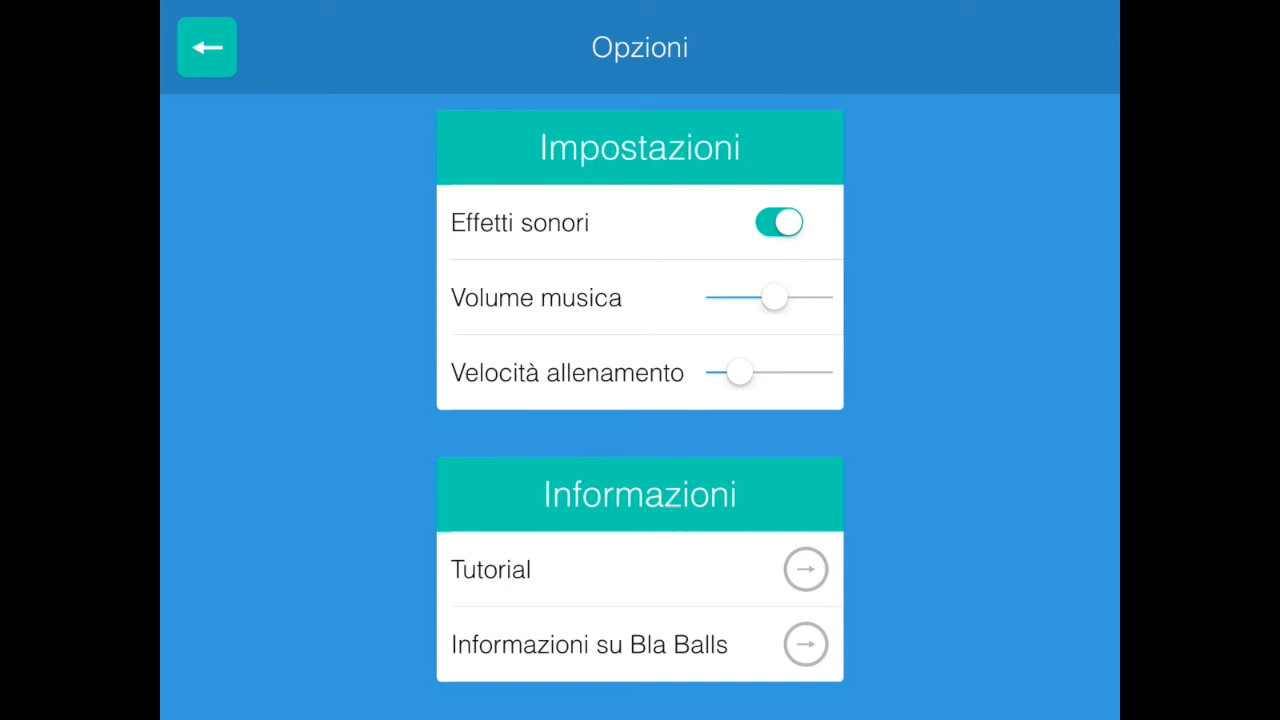 Opzioni
Impostazioni
Effetti sonori
Volume musica
Velocità allenamento
Informazioni
Tutorial
Informazioni su Bla Balls